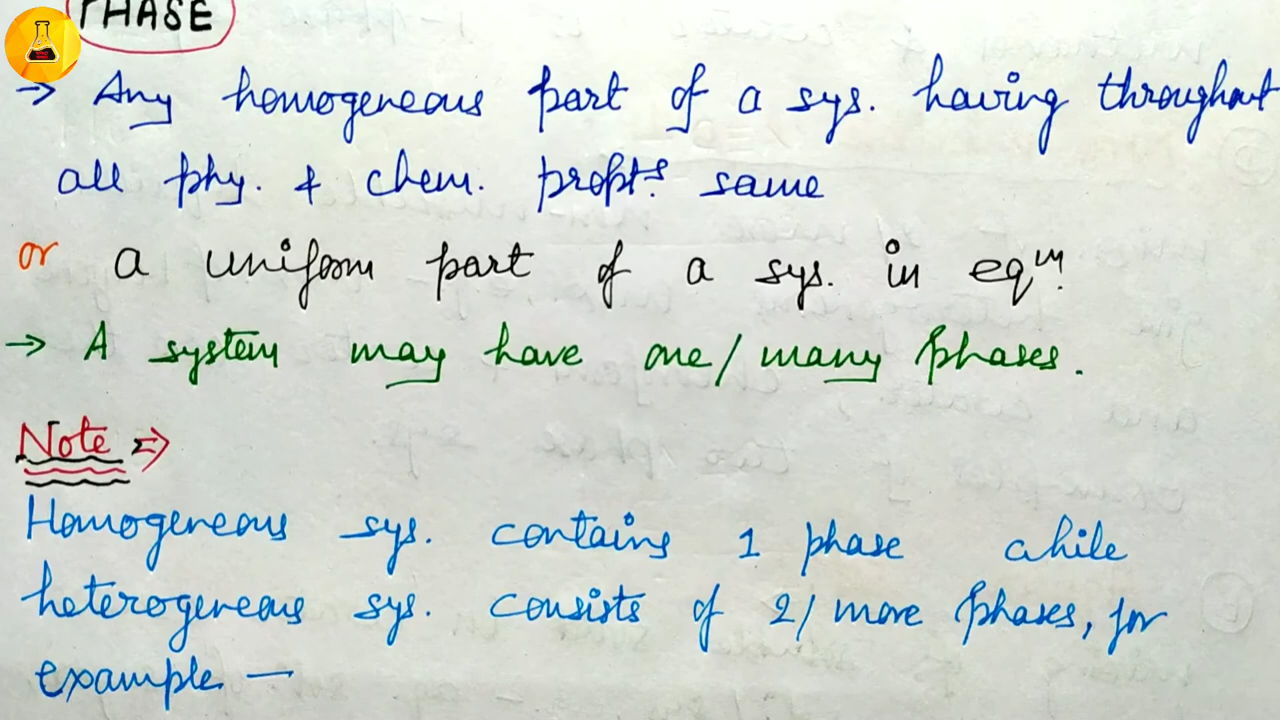 PHASE
→ Any homogeneous part of a sys. having throughout
all phy. & chem. propts. same
or a uniform part of a sys. in eqm.
→ A system may have one/many phases.
Note ⇒
Homogeneous sys. contains 1 phase while
heterogeneous sys. consists of 2/ more phases, for
example —